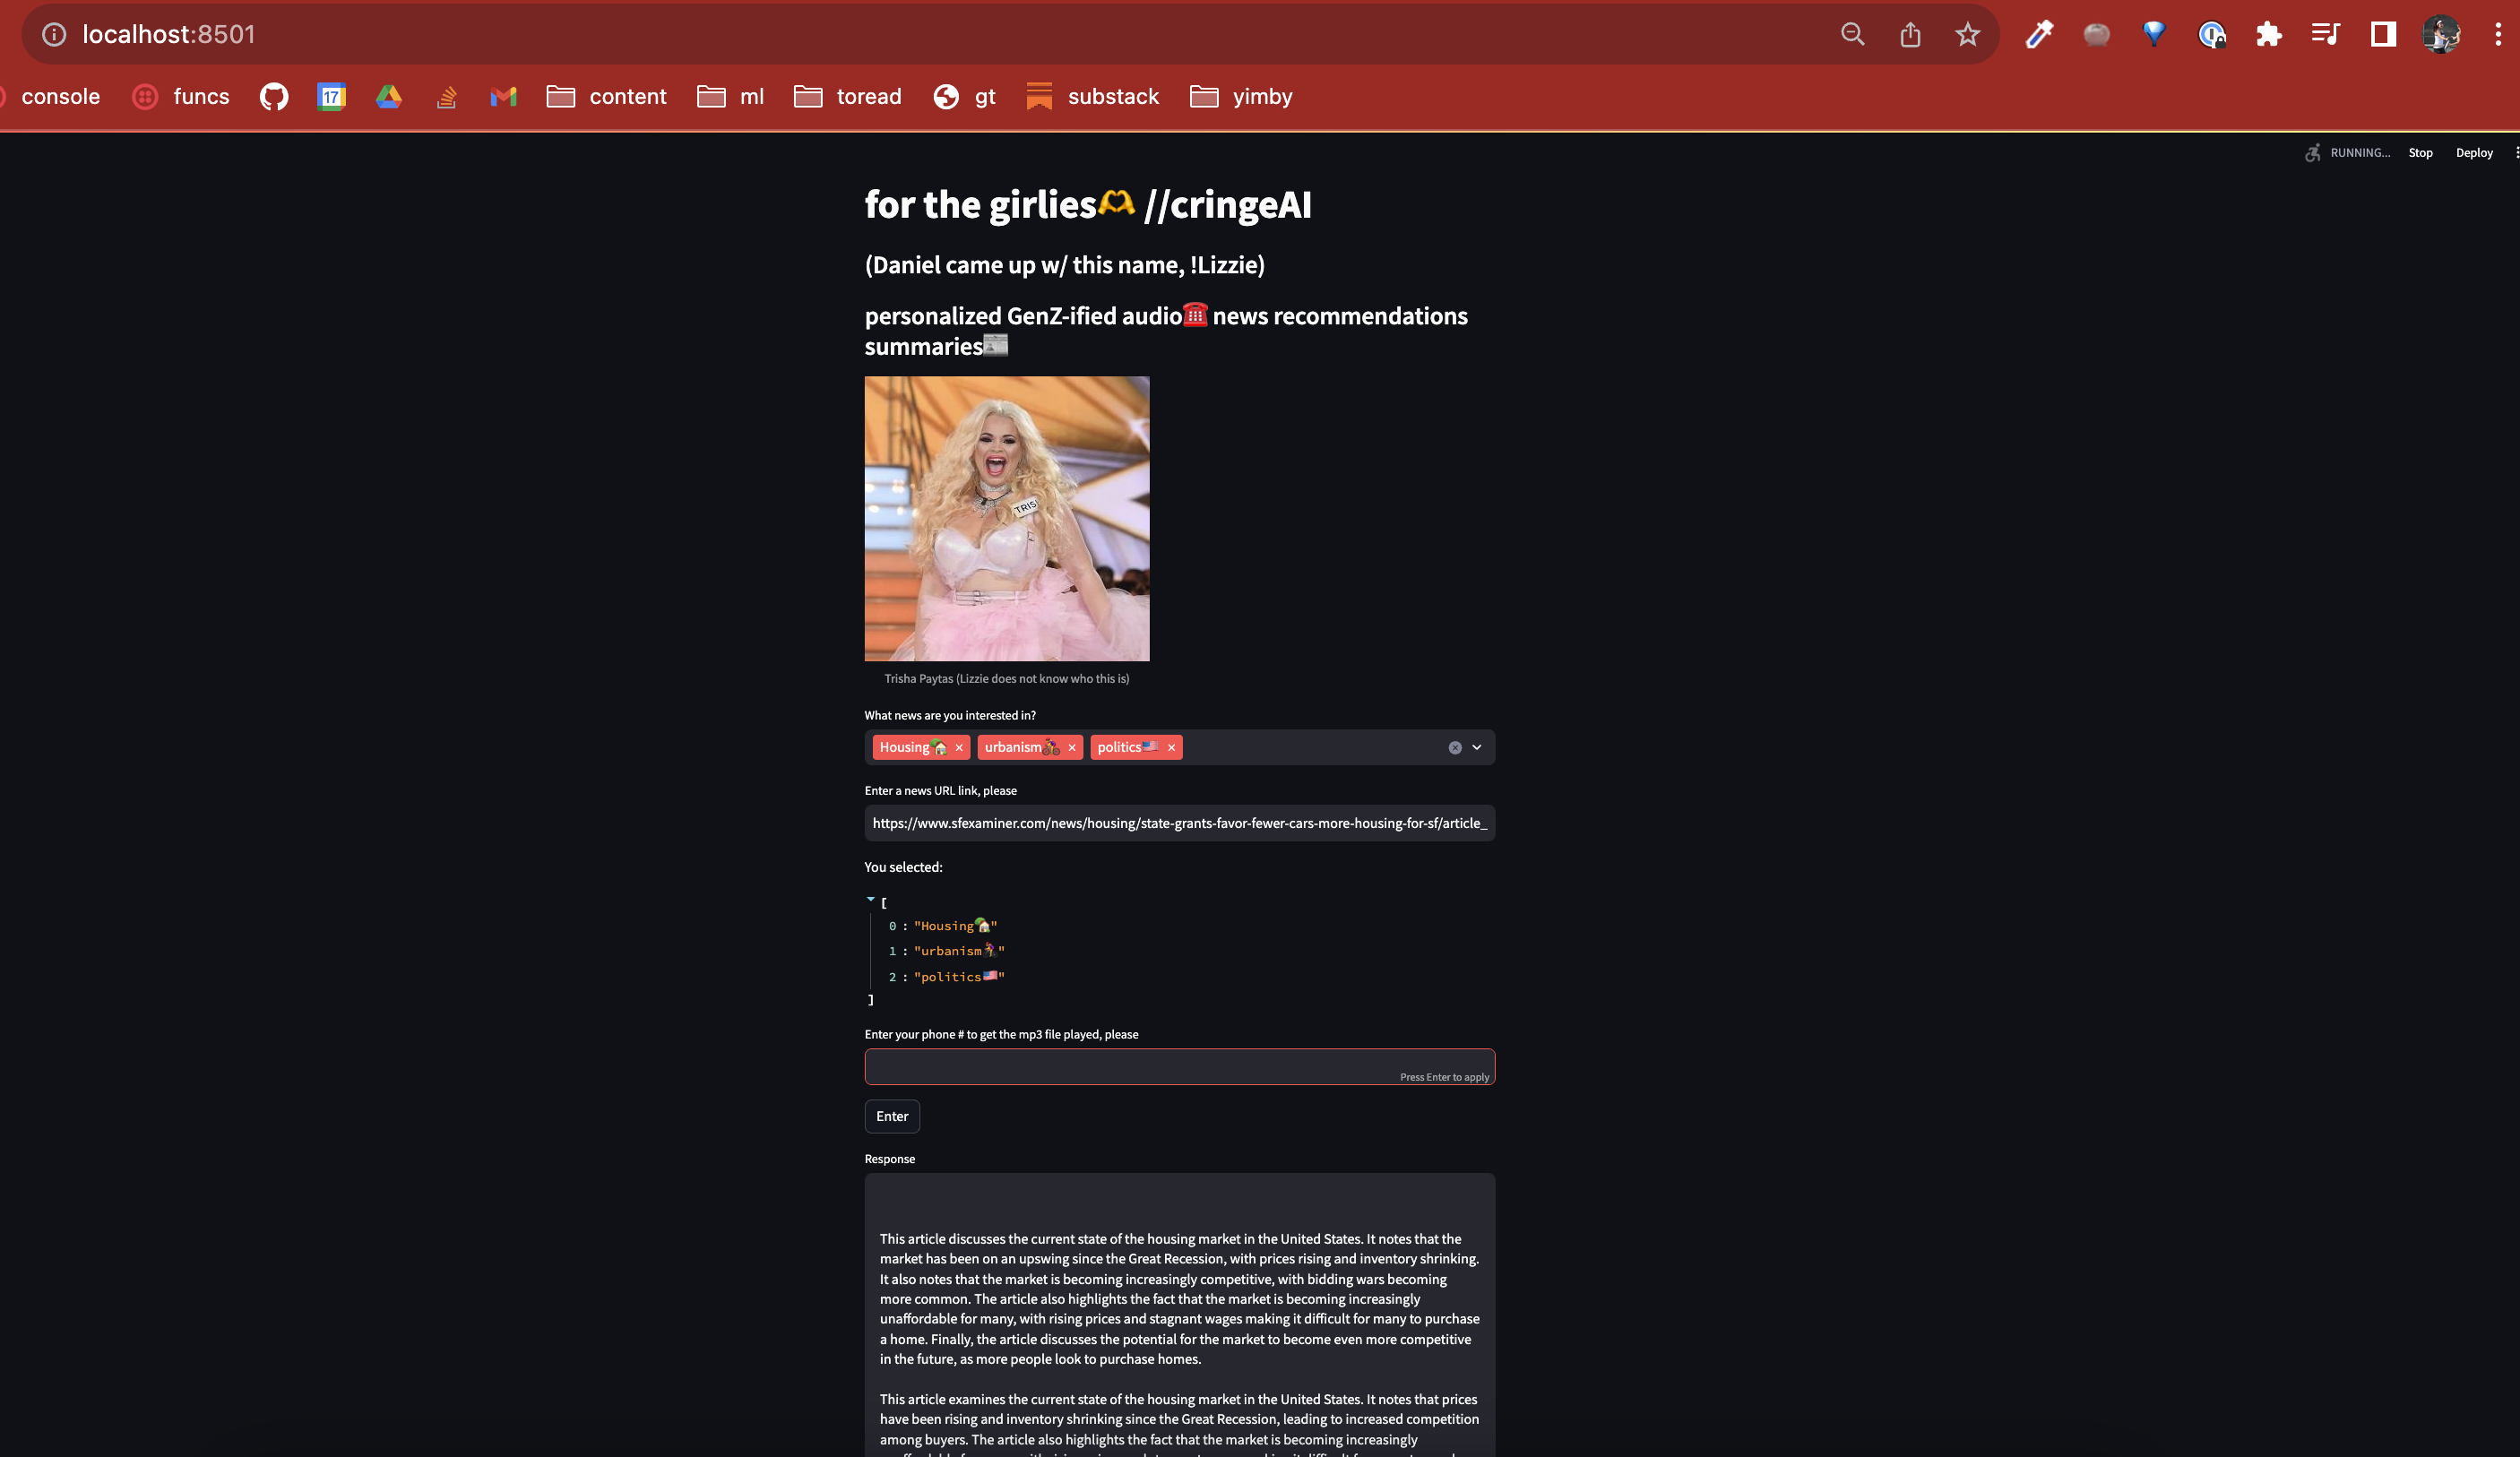 localhost:8501
console funcs content ml toread gt substack yimby
RUNNING... Stop Deploy
for the girlies🫶 //cringeAI
(Daniel came up w/ this name, !Lizzie)
personalized GenZ-ified audio☎️ news recommendations
summaries📰
TRIS
Trisha Paytas (Lizzie does not know who this is)
What news are you interested in?
Housing🏡 × urbanism🚴🏾‍♀️ × politics🇺🇸 ×
Enter a news URL link, please
https://www.sfexaminer.com/news/housing/state-grants-favor-fewer-cars-more-housing-for-sf/article_
You selected:
[
0 : "Housing🏡"
1 : "urbanism🚴🏾‍♀️"
2 : "politics🇺🇸"
]
Enter your phone # to get the mp3 file played, please
Press Enter to apply
Enter
Response
This article discusses the current state of the housing market in the United States. It notes that the
market has been on an upswing since the Great Recession, with prices rising and inventory shrinking.
It also notes that the market is becoming increasingly competitive, with bidding wars becoming
more common. The article also highlights the fact that the market is becoming increasingly
unaffordable for many, with rising prices and stagnant wages making it difficult for many to purchase
a home. Finally, the article discusses the potential for the market to become even more competitive
in the future, as more people look to purchase homes.
This article examines the current state of the housing market in the United States. It notes that prices
have been rising and inventory shrinking since the Great Recession, leading to increased competition
among buyers. The article also highlights the fact that the market is becoming increasingly